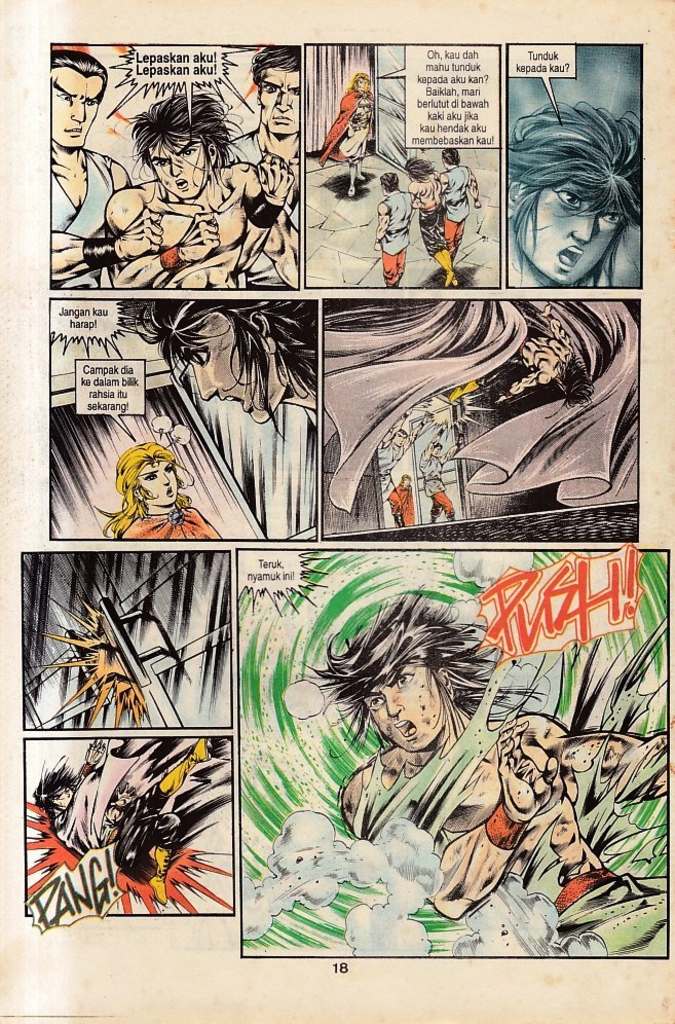 Lepaskan aku!
Lepaskan aku!
Oh, kau dah
mahu tunduk
kepada aku kan?
Baiklah, mari
berlutut di bawah
kaki aku jika
kau hendak aku
membebaskan kau!
Tunduk
kepada kau?
Jangan kau
harap!
Campak dia
ke dalam bilik
rahsia itu
sekarang!
PANG!
Teruk,
nyamuk ini!
PUSH!
18